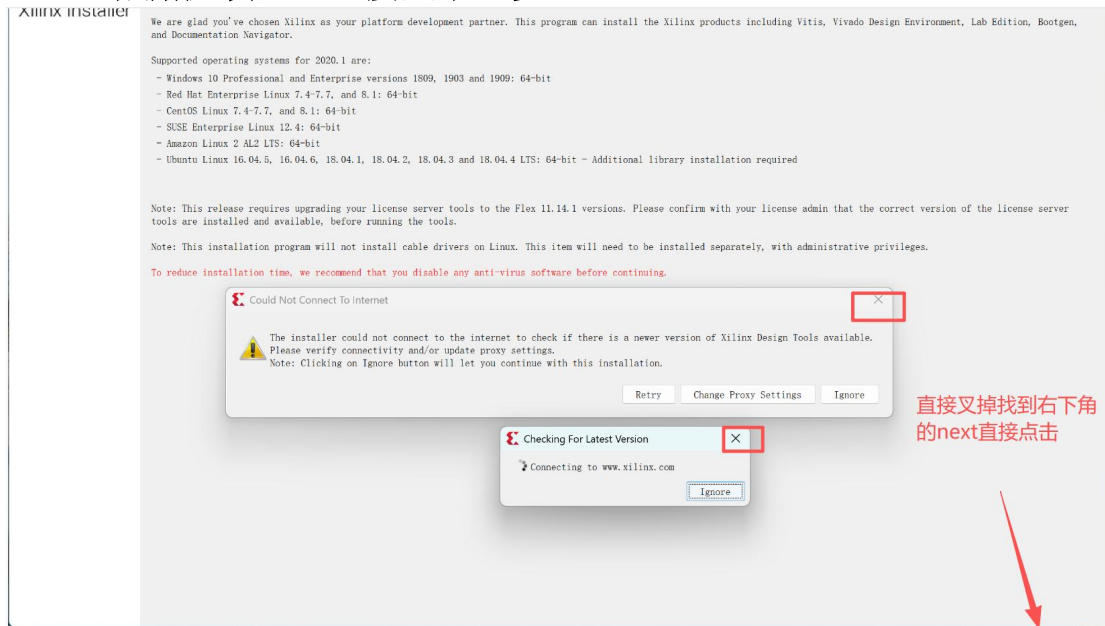 Xilinx Installer
We are glad you've chosen Xilinx as your platform development partner. This program can install the Xilinx products including Vitis, Vivado Design Environment, Lab Edition, Bootgen,
and Documentation Navigator.
Supported operating systems for 2020.1 are:
- Windows 10 Professional and Enterprise versions 1809, 1903 and 1909: 64-bit
- Red Hat Enterprise Linux 7.4-7.7, and 8.1: 64-bit
- CentOS Linux 7.4-7.7, and 8.1: 64-bit
- SUSE Enterprise Linux 12.4: 64-bit
- Amazon Linux 2 AL2 LTS: 64-bit
- Ubuntu Linux 16.04.5, 16.04.6, 18.04.1, 18.04.2, 18.04.3 and 18.04.4 LTS: 64-bit - Additional library installation required
Note: This release requires upgrading your license server tools to the Flex 11.14.1 versions. Please confirm with your license admin that the correct version of the license server
tools are installed and available, before running the tools.
Note: This installation program will not install cable drivers on Linux. This item will need to be installed separately, with administrative privileges.
To reduce installation time, we recommend that you disable any anti-virus software before continuing.
Could Not Connect To Internet
The installer could not connect to the internet to check if there is a newer version of Xilinx Design Tools available.
Please verify connectivity and/or update proxy settings.
Note: Clicking on Ignore button will let you continue with this installation.
Retry Change Proxy Settings Ignore
直接叉掉找到右下角
的next直接点击
Checking For Latest Version
Connecting to www.xilinx.com
Ignore